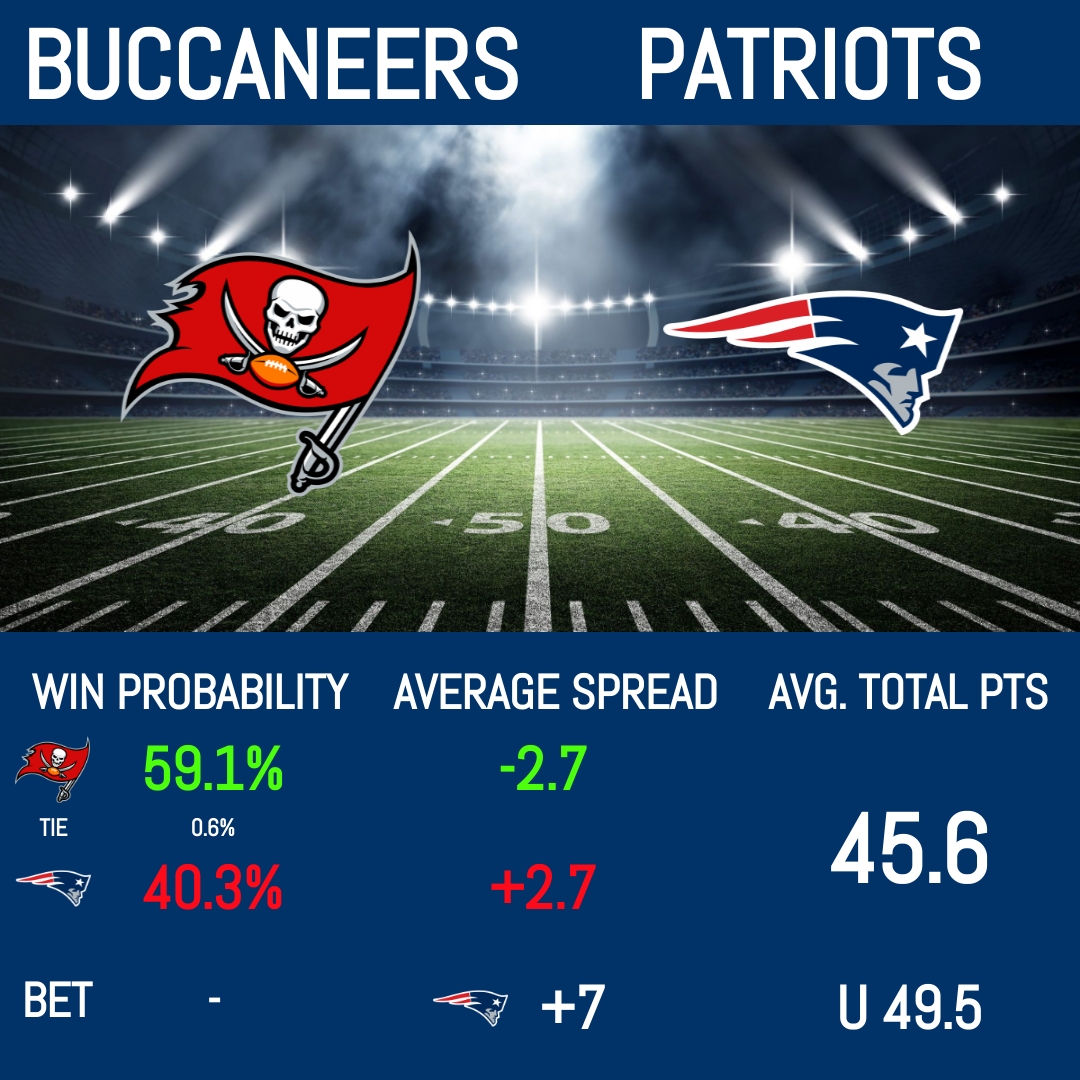 BUCCANEERS PATRIOTS
40 50 40
WIN PROBABILITY AVERAGE SPREAD AVG. TOTAL PTS
59.1% -2.7
TIE 0.6%
45.6
40.3% +2.7
BET - +7 U 49.5